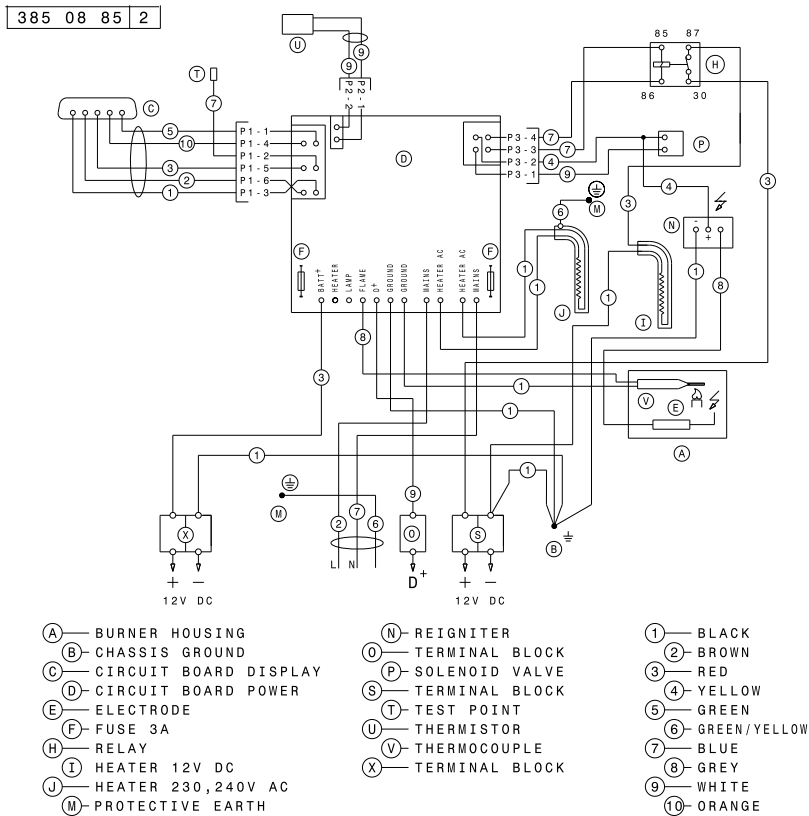 385 08 85 2
U
9
9
85 87
H
86 30
T
7
C
P2-2
P2-1
5 P1-1
10 P1-4
P1-2
3 P1-5
2 P1-6
1 P1-3
D
P3-4 7
P3-3 7
P3-2 4
P3-1 9
P
3
4
3
6 M
N - +
F F
1 1
1
1 8
J I
BATT+
HEATER
LAMP
FLAME
D+
GROUND
GROUND
MAINS
HEATER AC
HEATER AC
MAINS
8
3
1
V E
1
A
1
1
9
M
2 7 6
X O S
B
L N
+ - D+ + -
12V DC 12V DC
A BURNER HOUSING
B CHASSIS GROUND
C CIRCUIT BOARD DISPLAY
D CIRCUIT BOARD POWER
E ELECTRODE
F FUSE 3A
H RELAY
I HEATER 12V DC
J HEATER 230,240V AC
M PROTECTIVE EARTH
N REIGNITER
O TERMINAL BLOCK
P SOLENOID VALVE
S TERMINAL BLOCK
T TEST POINT
U THERMISTOR
V THERMOCOUPLE
X TERMINAL BLOCK
1 BLACK
2 BROWN
3 RED
4 YELLOW
5 GREEN
6 GREEN/YELLOW
7 BLUE
8 GREY
9 WHITE
10 ORANGE